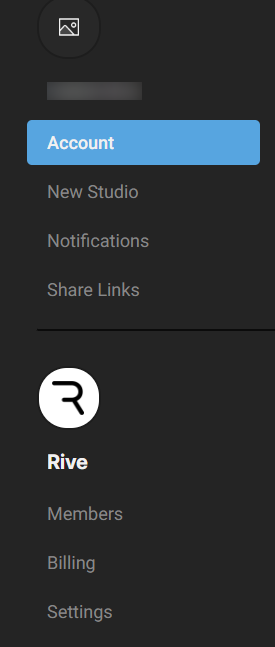 Account
New Studio
Notifications
Share Links
Rive
Members
Billing
Settings